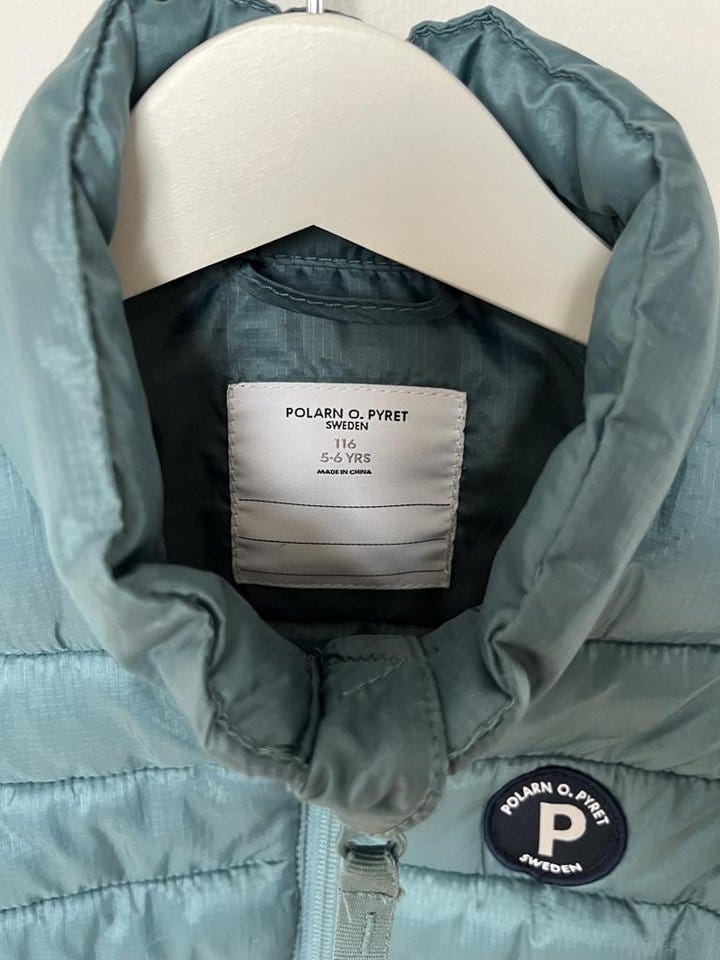 POLARN O. PYRET
SWEDEN
116
5-6 YRS
MADE IN CHINA
POLARN O. PYRET
P
SWEDEN